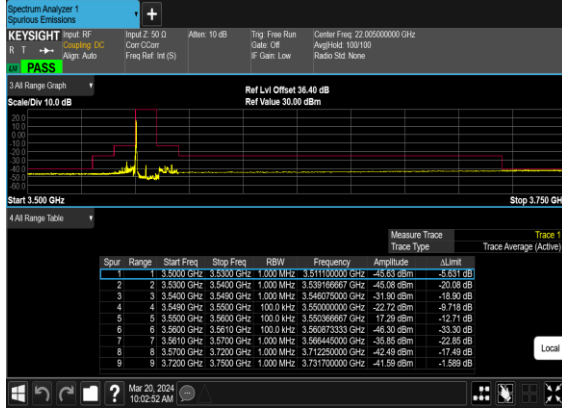 Spectrum Analyzer 1
Spurious Emissions
+
KEYSIGHT Input: RF Input Z: 50 Ω Atten: 10 dB Trig: Free Run Center Freq: 22.005000000 GHz
R T Coupling: DC Corr CCorr Gate: Off Avg|Hold: 100/100
Align: Auto Freq Ref: Int (S) IF Gain: Low Radio Std: None
PASS
3 All Range Graph
Ref Lvl Offset 36.40 dB
Scale/Div 10.0 dB Ref Value 30.00 dBm
20.0
10.0
0.00
-10.0
-20.0
-30.0
-40.0
-50.0
-60.0
Start 3.500 GHz Stop 3.750 GHz
4 All Range Table
Measure Trace Trace 1
Trace Type Trace Average (Active)
Spur Range Start Freq Stop Freq RBW Frequency Amplitude ΔLimit
1 1 3.5000 GHz 3.5300 GHz 1.000 MHz 3.511100000 GHz -45.63 dBm -5.631 dB
2 2 3.5300 GHz 3.5400 GHz 1.000 MHz 3.539166667 GHz -45.08 dBm -20.08 dB
3 3 3.5400 GHz 3.5490 GHz 1.000 MHz 3.546075000 GHz -31.90 dBm -18.90 dB
4 4 3.5490 GHz 3.5500 GHz 100.0 kHz 3.550000000 GHz -22.72 dBm -9.718 dB
5 5 3.5500 GHz 3.5600 GHz 100.0 kHz 3.550366667 GHz 17.29 dBm -12.71 dB
6 6 3.5600 GHz 3.5610 GHz 100.0 kHz 3.560873333 GHz -46.30 dBm -33.30 dB
7 7 3.5610 GHz 3.5700 GHz 1.000 MHz 3.566445000 GHz -35.85 dBm -22.85 dB
8 8 3.5700 GHz 3.7200 GHz 1.000 MHz 3.712250000 GHz -42.49 dBm -17.49 dB
9 9 3.7200 GHz 3.7500 GHz 1.000 MHz 3.731700000 GHz -41.59 dBm -1.589 dB
Local
? Mar 20, 2024
10:02:52 AM